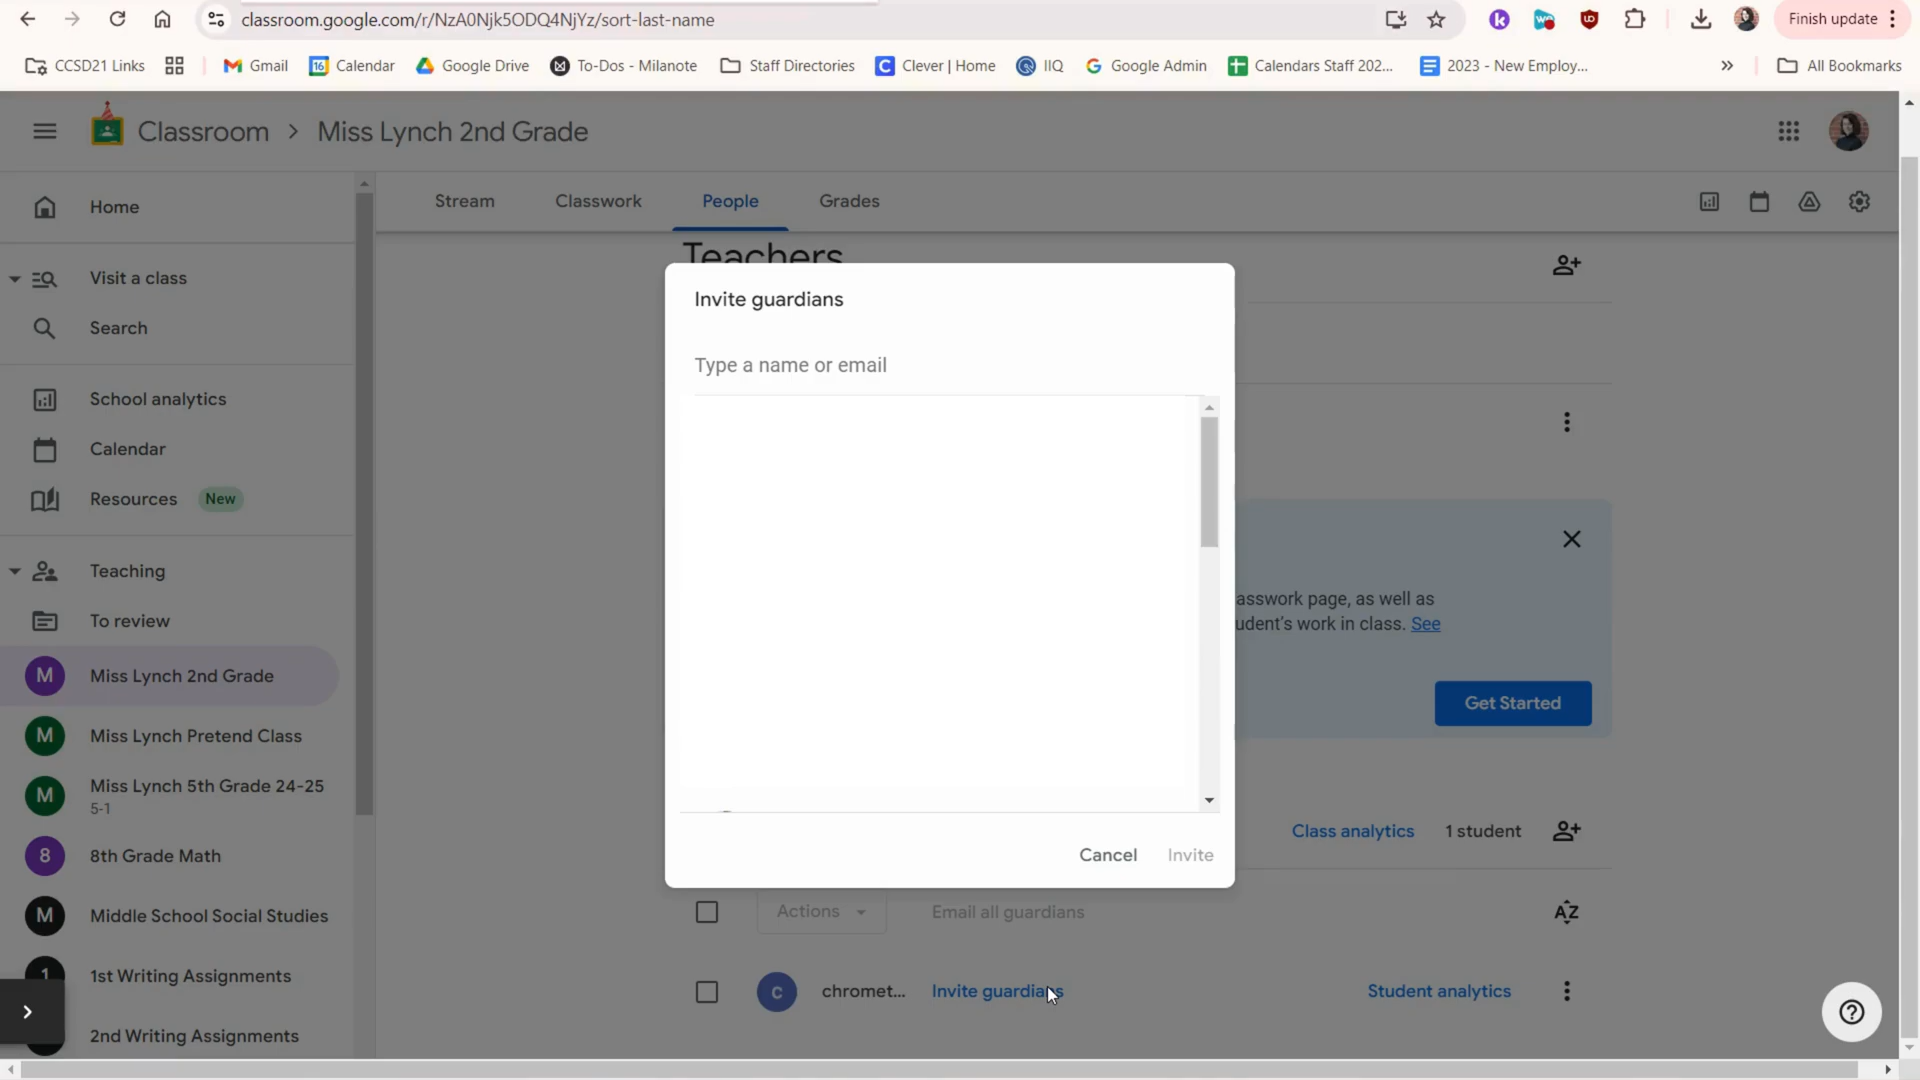 classroom.google.com/r/NzA0Njk5ODQ4NjYz/sort-last-name
Finish update
CCSD21 Links
Gmail
Calendar
Google Drive
To-Dos - Milanote
Staff Directories
Clever | Home
IIQ
Google Admin
Calendars Staff 202...
2023 - New Employ...
All Bookmarks
Classroom > Miss Lynch 2nd Grade
Home
Stream
Classwork
People
Grades
Teachers
Visit a class
Search
School analytics
Calendar
Resources New
Teaching
To review
M Miss Lynch 2nd Grade
M Miss Lynch Pretend Class
M Miss Lynch 5th Grade 24-25
5-1
8 8th Grade Math
M Middle School Social Studies
1 1st Writing Assignments
2nd Writing Assignments
Invite guardians
Type a name or email
Cancel Invite
asswork page, as well as
udent's work in class. See
Get Started
Class analytics 1 student
Actions Email all guardians AZ
c chromet... Invite guardians Student analytics